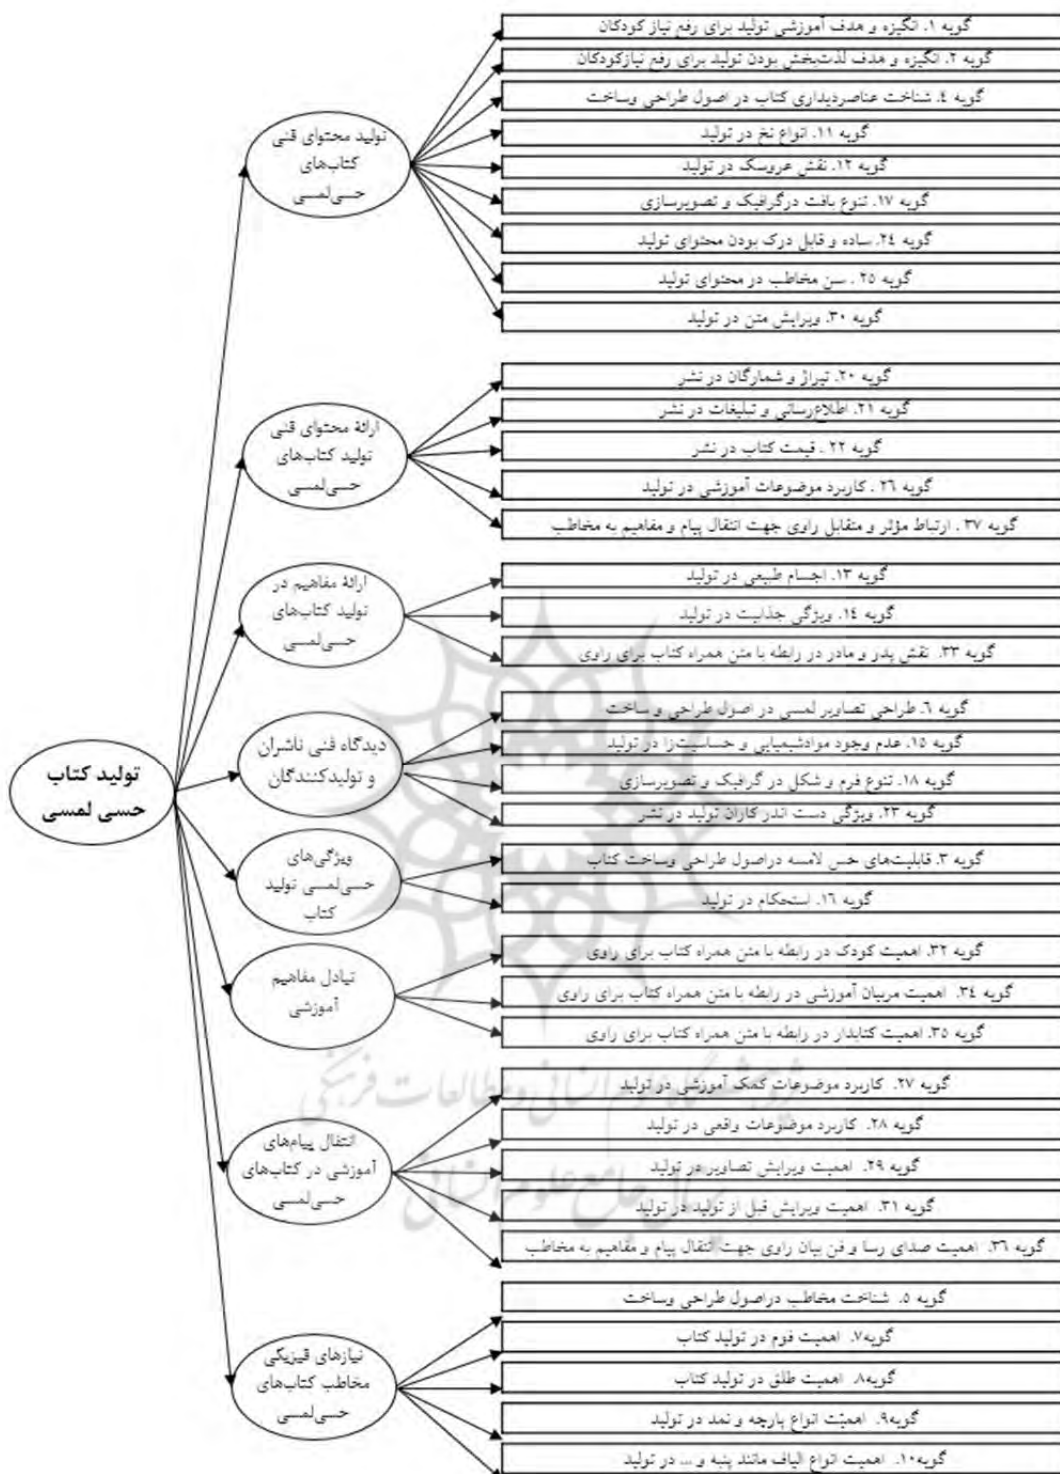 گویه ۱. انگیزه و هدف آموزشی تولید برای رفع نیاز کودکان
گویه ۲. انگیزه و هدف لذت‌بخش بودن تولید برای رفع نیازکودکان
گویه ۴. شناخت عناصردیداری کتاب در اصول طراحی وساخت
گویه ۱۱. انواع نخ در تولید
گویه ۱۲. نقش عروسک در تولید
گویه ۱۷. تنوع بافت درگرافیک و تصویرسازی
گویه ۲۴. ساده و قابل درک بودن محتوای تولید
گویه ۲۵. سن مخاطب در محتوای تولید
گویه ۳۰. ویرایش متن در تولید
تولید محتوای فنی
کتاب‌های
حسی‌لمسی
گویه ۲۰. تیراژ و شمارگان در نشر
گویه ۲۱. اطلاع‌رسانی و تبلیغات در نشر
گویه ۲۲. قیمت کتاب در نشر
گویه ۲۶. کاربرد موضوعات آموزشی در تولید
گویه ۳۷. ارتباط مؤثر و متقابل راوی جهت انتقال پیام و مفاهیم به مخاطب
ارائهٔ محتوای فنی
تولید کتاب‌های
حسی‌لمسی
گویه ۱۳. اجسام طبیعی در تولید
گویه ۱۴. ویژگی جذابیت در تولید
گویه ۳۳. نقش پدر و مادر در رابطه با متن همراه کتاب برای راوی
ارائهٔ مفاهیم در
تولید کتاب‌های
حسی‌لمسی
گویه ۶. طراحی تصاویر لمسی در اصول طراحی و ساخت
گویه ۱۵. عدم وجود موادشیمیایی و حساسیت‌زا در تولید
گویه ۱۸. تنوع فرم و شکل در گرافیک و تصویرسازی
گویه ۲۳. ویژگی دست اندر کاران تولید در نشر
دیدگاه فنی ناشران
و تولیدکنندگان
تولید کتاب
حسی لمسی
گویه ۳. قابلیت‌های حس لامسه دراصول طراحی وساخت کتاب
گویه ۱۶. استحکام در تولید
ویژگی‌های
حسی‌لمسی تولید
کتاب
گویه ۳۲. اهمیت کودک در رابطه با متن همراه کتاب برای راوی
گویه ۳۴. اهمیت مربیان آموزشی در رابطه با متن همراه کتاب برای راوی
گویه ۳۵. اهمیت کتابدار در رابطه با متن همراه کتاب برای راوی
تبادل مفاهیم
آموزشی
پژوهشگاه علوم انسانی و مطالعات فرهنگی
گویه ۲۷. کاربرد موضوعات کمک آموزشی در تولید
گویه ۲۸. کاربرد موضوعات واقعی در تولید
گویه ۲۹. اهمیت ویرایش تصاویر در تولید
گویه ۳۱. اهمیت ویرایش قبل از تولید در تولید
گویه ۳۶. اهمیت صدای رسا و فن بیان راوی جهت انتقال پیام و مفاهیم به مخاطب
انتقال پیام‌های
آموزشی در کتاب‌های
حسی‌لمسی
پرتال جامع علوم انسانی
گویه ۵. شناخت مخاطب دراصول طراحی وساخت
گویه۷. اهمیت فوم در تولید کتاب
گویه۸. اهمیت طلق در تولید کتاب
گویه۹. اهمیّت انواع پارچه و نمد در تولید
گویه۱۰. اهمیت انواع الیاف مانند پنبه و ... در تولید
نیازهای فیزیکی
مخاطب کتاب‌های
حسی‌لمسی